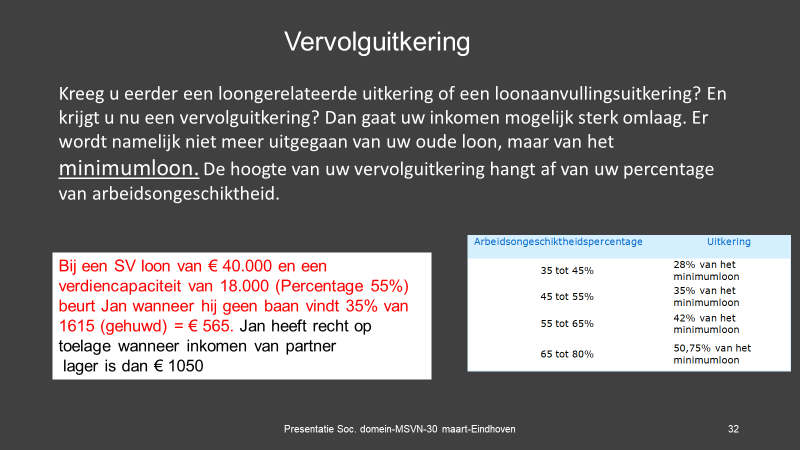 Vervolguitkering
Kreeg u eerder een loongerelateerde uitkering of een loonaanvullingsuitkering? En
krijgt u nu een vervolguitkering? Dan gaat uw inkomen mogelijk sterk omlaag. Er
wordt namelijk niet meer uitgegaan van uw oude loon, maar van het
minimumloon. De hoogte van uw vervolguitkering hangt af van uw percentage
van arbeidsongeschiktheid.
Bij een SV loon van € 40.000 en een
verdiencapaciteit van 18.000 (Percentage 55%)
beurt Jan wanneer hij geen baan vindt 35% van
1615 (gehuwd) = € 565. Jan heeft recht op
toelage wanneer inkomen van partner
lager is dan € 1050
Arbeidsongeschiktheidspercentage Uitkering
35 tot 45% 28% van het
minimumloon
45 tot 55% 35% van het
minimumloon
55 tot 65% 42% van het
minimumloon
65 tot 80% 50,75% van het
minimumloon
Presentatie Soc. domein-MSVN-30 maart-Eindhoven 32